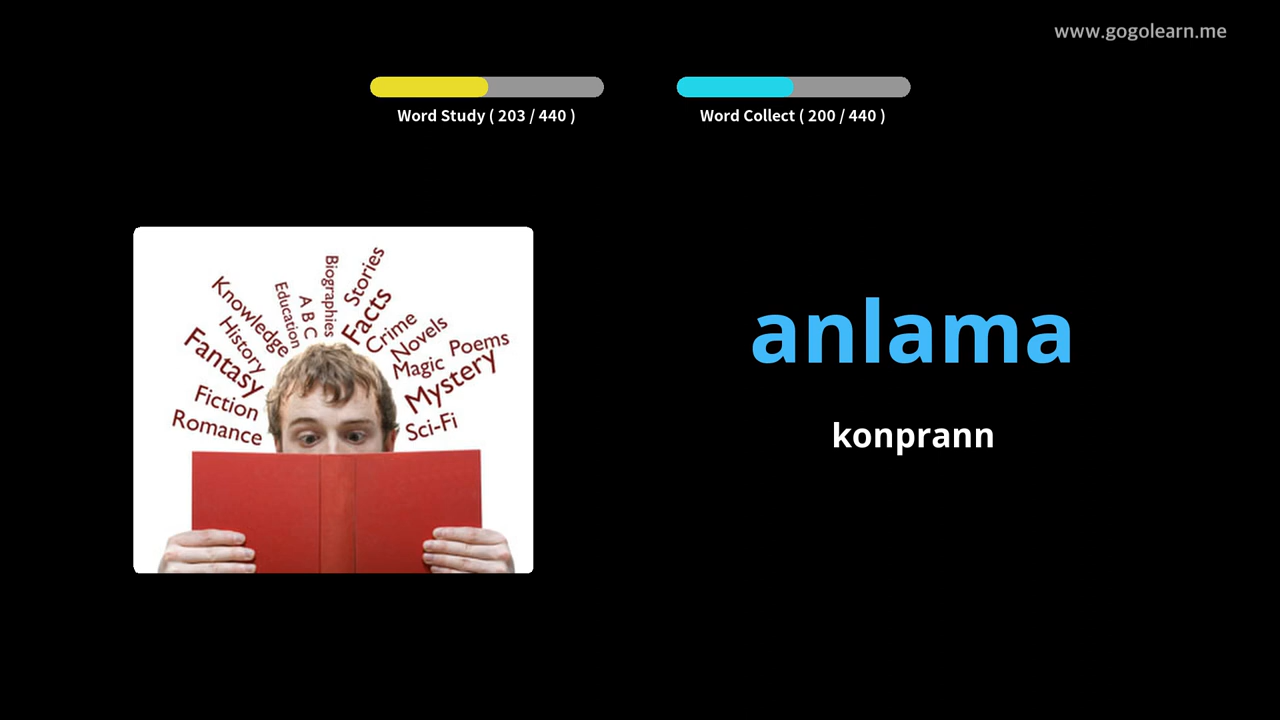 www.gogolearn.me
Word Study ( 203 / 440 )
Word Collect ( 200 / 440 )
Biographies
Stories
Education
A B C
Facts
Knowledge
Crime
History
Novels
Fantasy
Magic
Poems
Mystery
Fiction
Romance
Sci-Fi
anlama
konprann